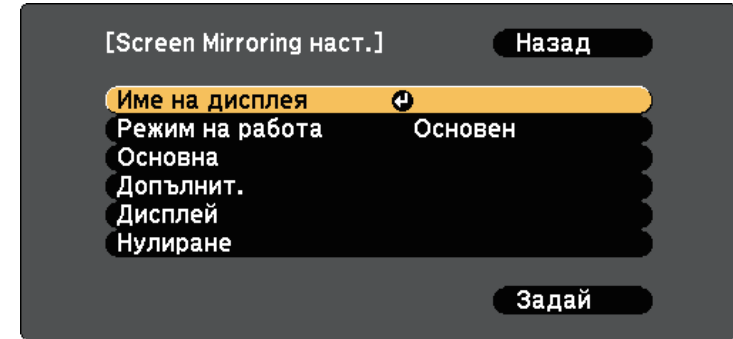 [Screen Mirroring наст.] Назад
Име на дисплея
Режим на работа Основен
Основна
Допълнит.
Дисплей
Нулиране
Задай